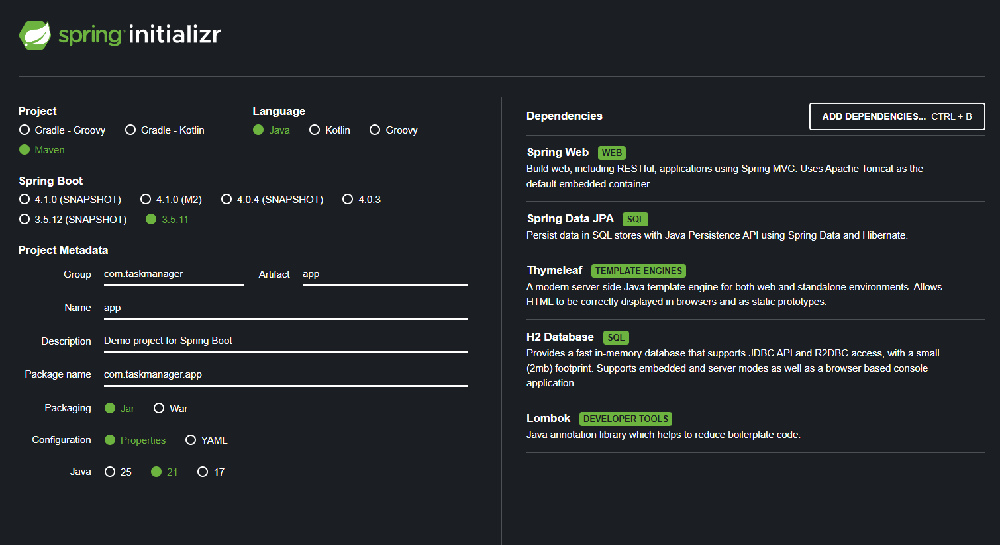 spring initializr
Project
Gradle - Groovy Gradle - Kotlin
Maven
Language
Java Kotlin Groovy
Spring Boot
4.1.0 (SNAPSHOT) 4.1.0 (M2) 4.0.4 (SNAPSHOT) 4.0.3
3.5.12 (SNAPSHOT) 3.5.11
Project Metadata
Group com.taskmanager Artifact app
Name app
Description Demo project for Spring Boot
Package name com.taskmanager.app
Packaging Jar War
Configuration Properties YAML
Java 25 21 17
Dependencies ADD DEPENDENCIES... CTRL + B
Spring Web WEB
Build web, including RESTful, applications using Spring MVC. Uses Apache Tomcat as the
default embedded container.
Spring Data JPA SQL
Persist data in SQL stores with Java Persistence API using Spring Data and Hibernate.
Thymeleaf TEMPLATE ENGINES
A modern server-side Java template engine for both web and standalone environments. Allows
HTML to be correctly displayed in browsers and as static prototypes.
H2 Database SQL
Provides a fast in-memory database that supports JDBC API and R2DBC access, with a small
(2mb) footprint. Supports embedded and server modes as well as a browser based console
application.
Lombok DEVELOPER TOOLS
Java annotation library which helps to reduce boilerplate code.